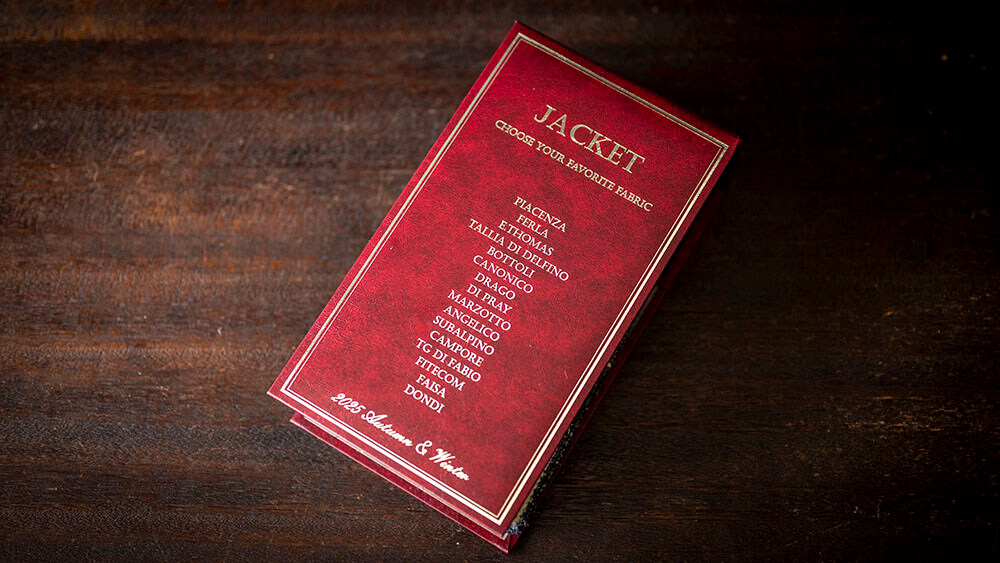 JACKET
CHOOSE YOUR FAVORITE FABRIC
PIACENZA
FERLA
E.THOMAS
TALLIA DI DELFINO
BOTTOLI
CANONICO
DRAGO
DI PRAY
MARZOTTO
ANGELICO
SUBALPINO
CAMPORE
TG DI FABIO
FITECOM
FAISA
DONDI
2025 Autumn & Winter